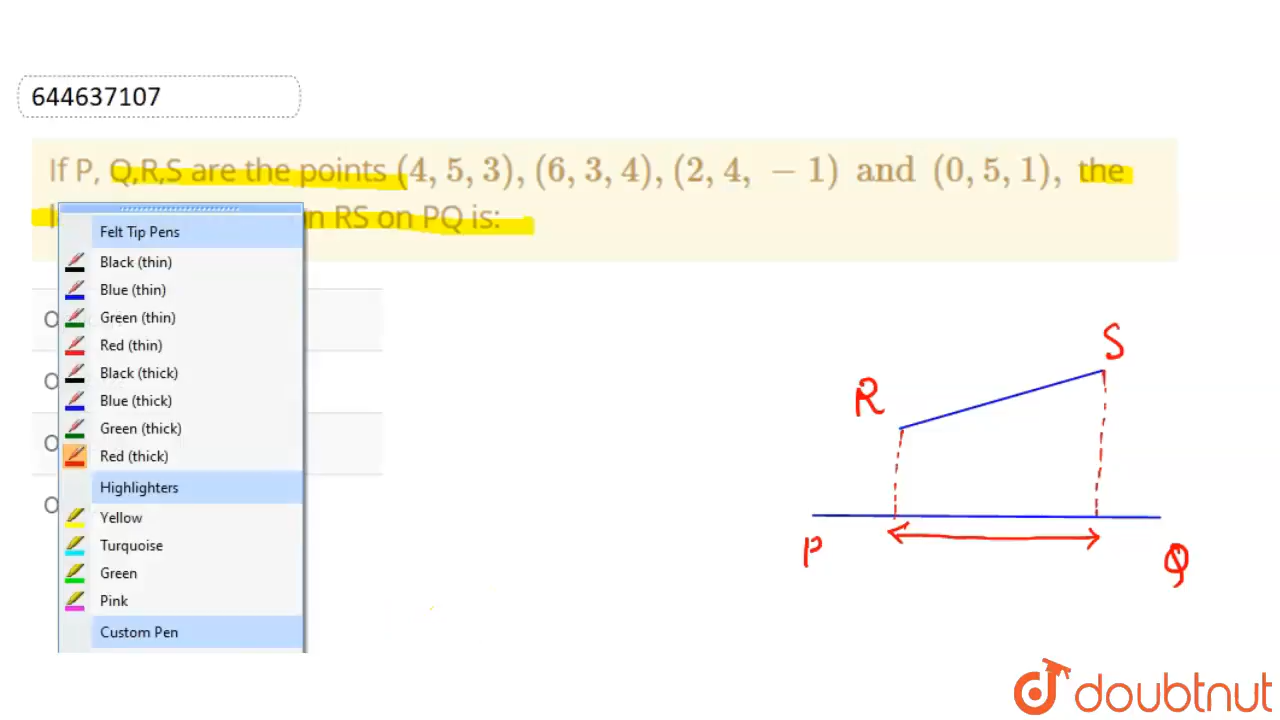 644637107
If P, Q,R,S are the points (4, 5, 3), (6, 3, 4), (2, 4, −1) and (0, 5, 1), the
RS on PQ is:
Felt Tip Pens
Black (thin)
Blue (thin)
Green (thin)
Red (thin)
Black (thick)
Blue (thick)
Green (thick)
Red (thick)
Highlighters
Yellow
Turquoise
Green
Pink
Custom Pen
S
R
P
Q
doubtnut